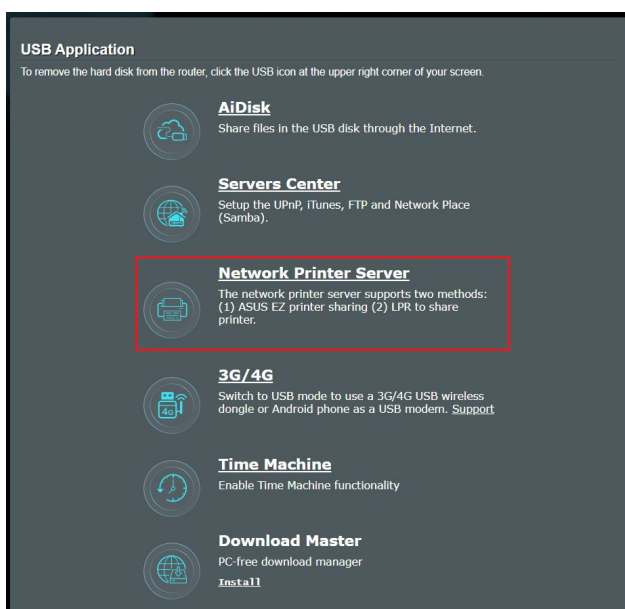 USB Application
To remove the hard disk from the router, click the USB icon at the upper right corner of your screen.
AiDisk
Share files in the USB disk through the Internet.
Servers Center
Setup the UPnP, iTunes, FTP and Network Place
(Samba).
Network Printer Server
The network printer server supports two methods:
(1) ASUS EZ printer sharing (2) LPR to share
printer.
3G/4G
4G
Switch to USB mode to use a 3G/4G USB wireless
dongle or Android phone as a USB modem. Support
Time Machine
Enable Time Machine functionality
Download Master
PC-free download manager
Install